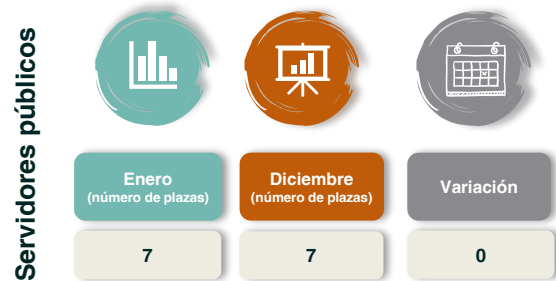 Servidores públicos
Enero
(número de plazas)
Diciembre
(número de plazas)
Variación
7
7
0